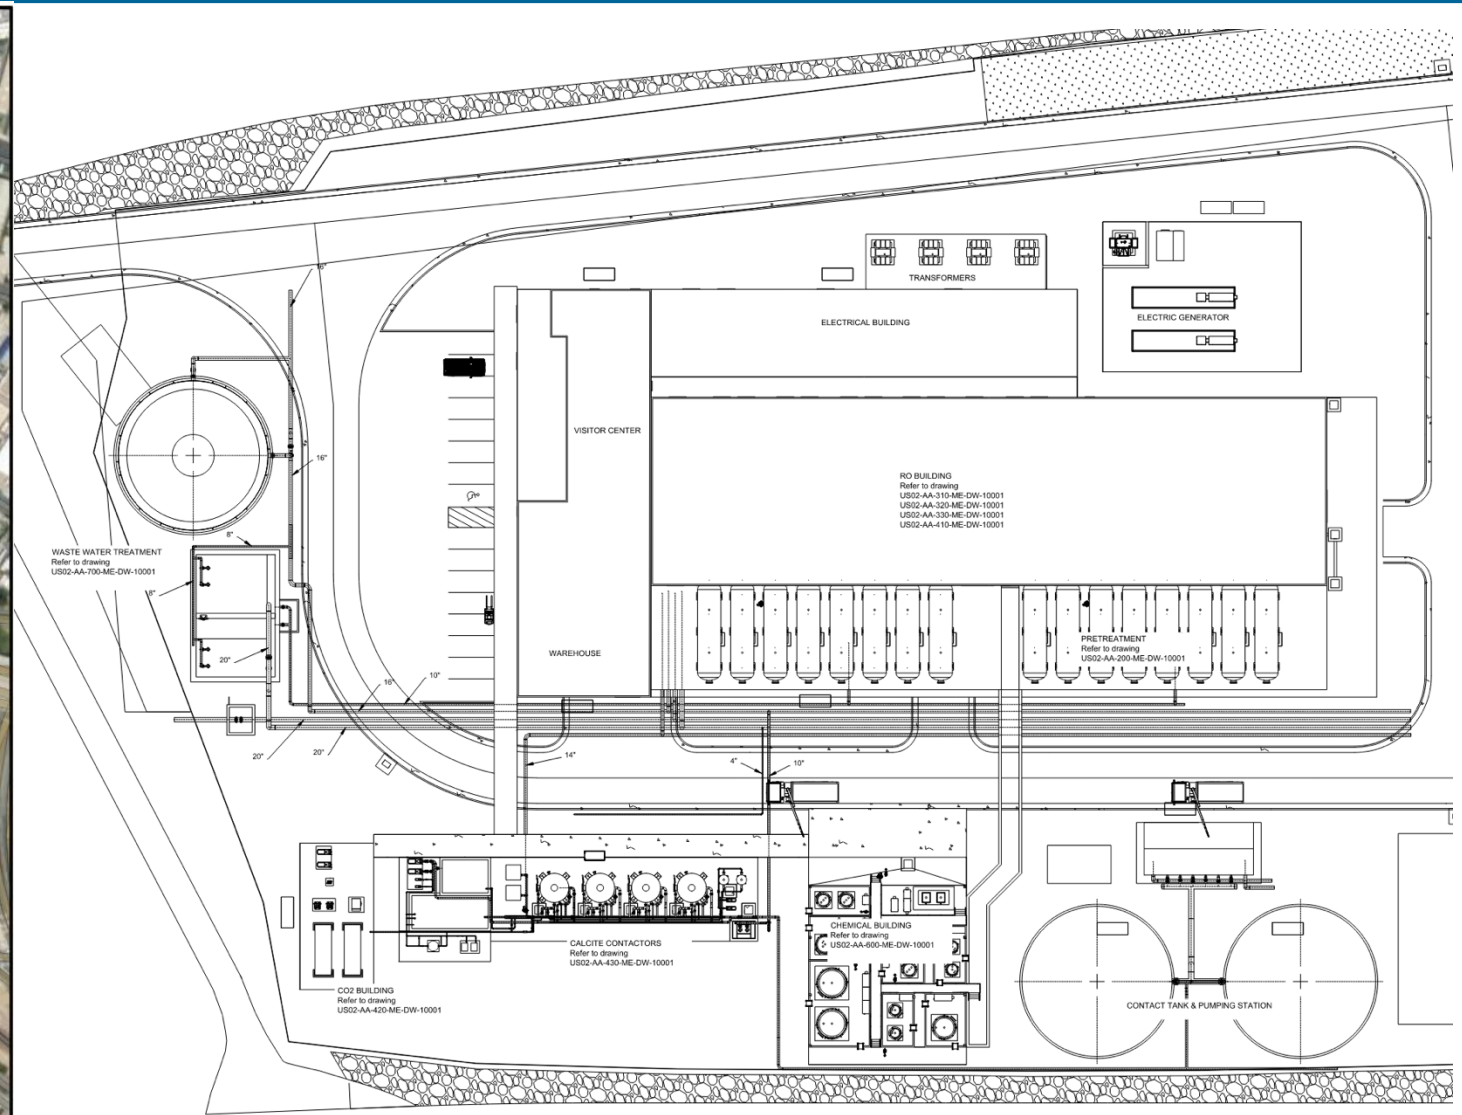 16"
TRANSFORMERS
ELECTRICAL BUILDING
ELECTRIC GENERATOR
VISITOR CENTER
16"
RO BUILDING
Refer to drawing
US02-AA-310-ME-DW-10001
US02-AA-320-ME-DW-10001
US02-AA-330-ME-DW-10001
US02-AA-410-ME-DW-10001
8"
WASTE WATER TREATMENT
Refer to drawing
US02-AA-700-ME-DW-10001
8"
20"
WAREHOUSE
PRETREATMENT
Refer to drawing
US02-AA-200-ME-DW-10001
16"
10"
20"
20"
14"
4"
10"
CHEMICAL BUILDING
Refer to drawing
US02-AA-600-ME-DW-10001
CALCITE CONTACTORS
Refer to drawing
US02-AA-430-ME-DW-10001
CO2 BUILDING
Refer to drawing
US02-AA-420-ME-DW-10001
CONTACT TANK & PUMPING STATION